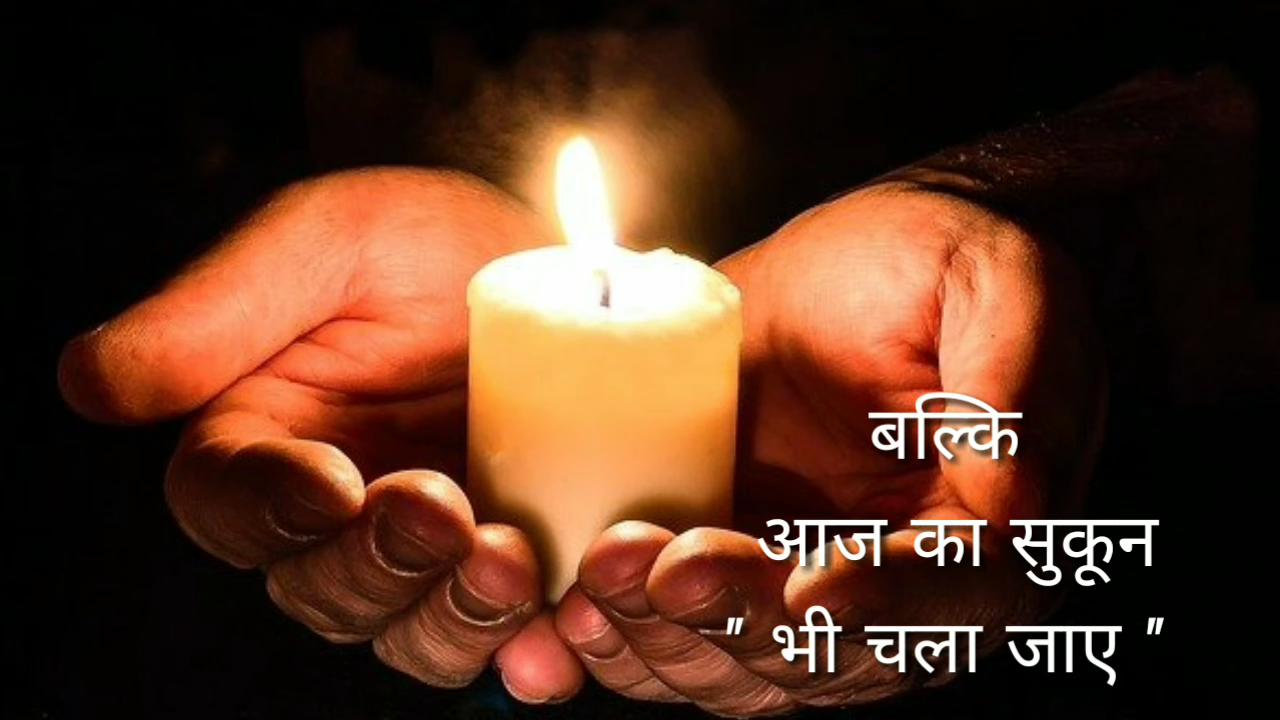 बल्कि
आज का सुकून
" भी चला जाए "